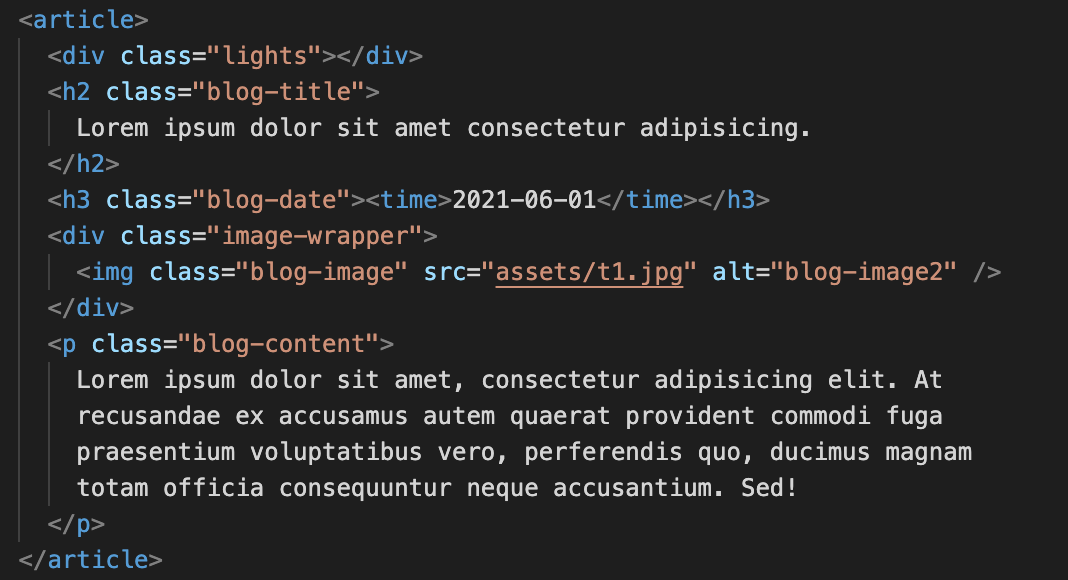 <article>
<div class="lights"></div>
<h2 class="blog-title">
Lorem ipsum dolor sit amet consectetur adipisicing.
</h2>
<h3 class="blog-date"><time>2021-06-01</time></h3>
<div class="image-wrapper">
<img class="blog-image" src="assets/t1.jpg" alt="blog-image2" />
</div>
<p class="blog-content">
Lorem ipsum dolor sit amet, consectetur adipisicing elit. At
recusandae ex accusamus autem quaerat provident commodi fuga
praesentium voluptatibus vero, perferendis quo, ducimus magnam
totam officia consequuntur neque accusantium. Sed!
</p>
</article>